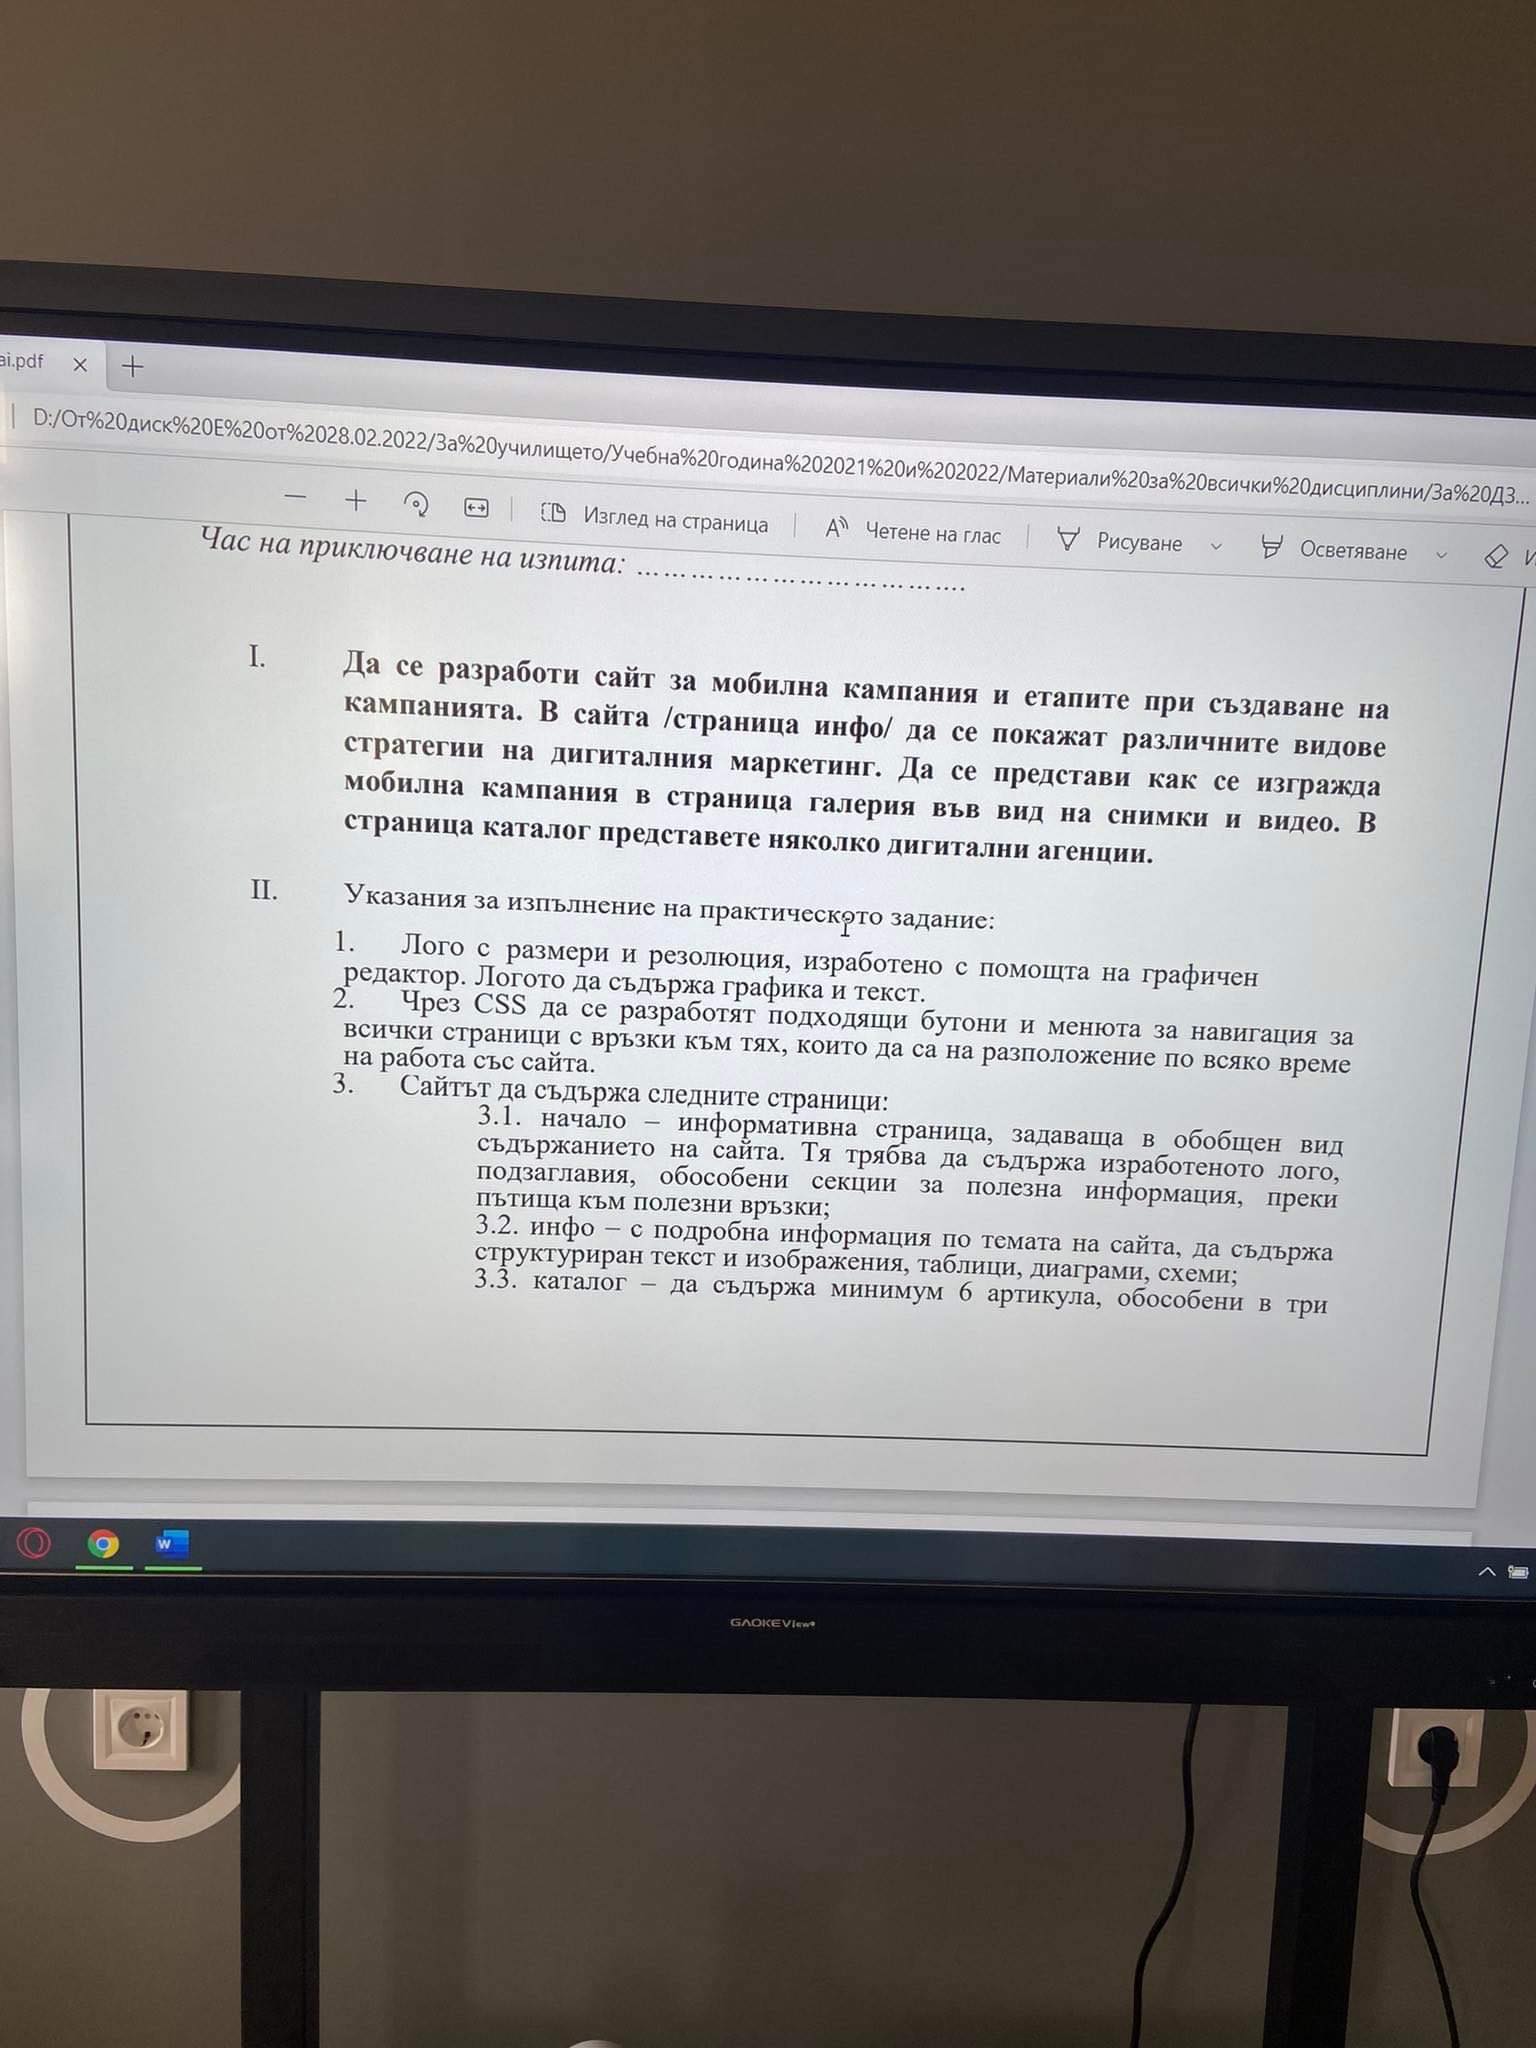 ai.pdf
D:/От%20диск%20E%20от%2028.02.2022/За%20училището/Учебна%20година%202021%20и%202022/Материали%20за%20всички%20дисциплини/За%20ДЗ...
Изглед на страница
Четене на глас
Рисуване
Осветяване
Час на приключване на изпита: ……………………………….
I. Да се разработи сайт за мобилна кампания и етапите при създаване на
кампанията. В сайта /страница инфо/ да се покажат различните видове
стратегии на дигиталния маркетинг. Да се представи как се изгражда
мобилна кампания в страница галерия във вид на снимки и видео. В
страница каталог представете няколко дигитални агенции.
II. Указания за изпълнение на практическото задание:
1. Лого с размери и резолюция, изработено с помощта на графичен
редактор. Логото да съдържа графика и текст.
2. Чрез CSS да се разработят подходящи бутони и менюта за навигация за
всички страници с връзки към тях, които да са на разположение по всяко време
на работа със сайта.
3. Сайтът да съдържа следните страници:
3.1. начало – информативна страница, задаваща в обобщен вид
съдържанието на сайта. Тя трябва да съдържа изработеното лого,
подзаглавия, обособени секции за полезна информация, преки
пътища към полезни връзки;
3.2. инфо – с подробна информация по темата на сайта, да съдържа
структуриран текст и изображения, таблици, диаграми, схеми;
3.3. каталог – да съдържа минимум 6 артикула, обособени в три
GAOKEView